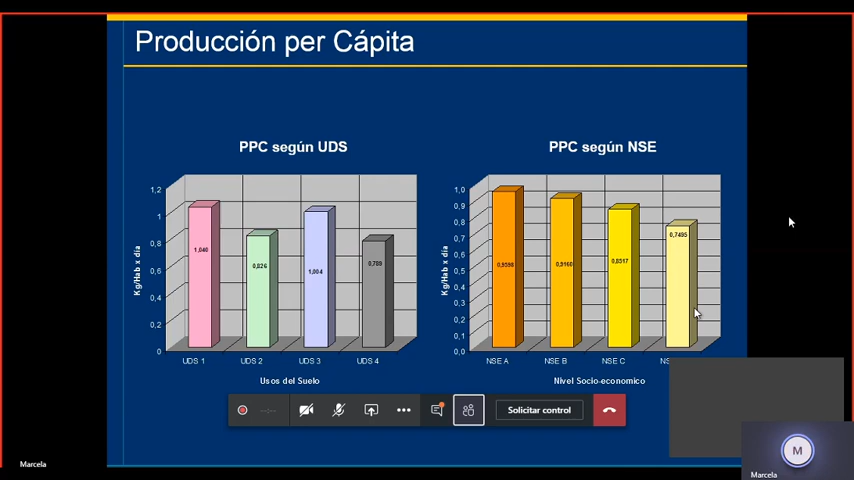 Producción per Cápita
PPC según UDS
Kg/Hab x día
1,2
1
0,8
0,6
0,4
0,2
0
1,040
0,826
1,004
0,789
UDS 1
UDS 2
UDS 3
UDS 4
Usos del Suelo
PPC según NSE
Kg/Hab x día
1,0
0,9
0,8
0,7
0,6
0,5
0,4
0,3
0,2
0,1
0,0
0,9160
0,8317
0,7495
NSE A
NSE B
NSE C
Nivel Socio-economico
Solicitar control
Marcela
M
Marcela